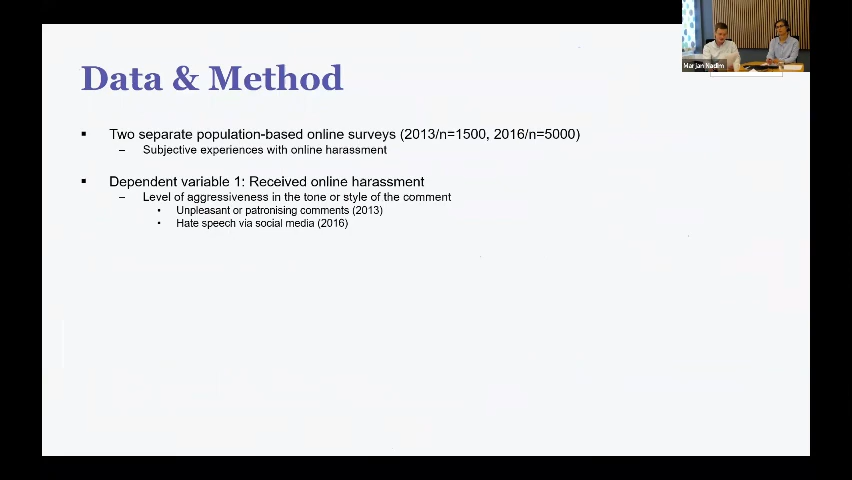 Data & Method
▪ Two separate population-based online surveys (2013/n=1500, 2016/n=5000)
– Subjective experiences with online harassment
▪ Dependent variable 1: Received online harassment
– Level of aggressiveness in the tone or style of the comment
• Unpleasant or patronising comments (2013)
• Hate speech via social media (2016)
Marjan Nadim